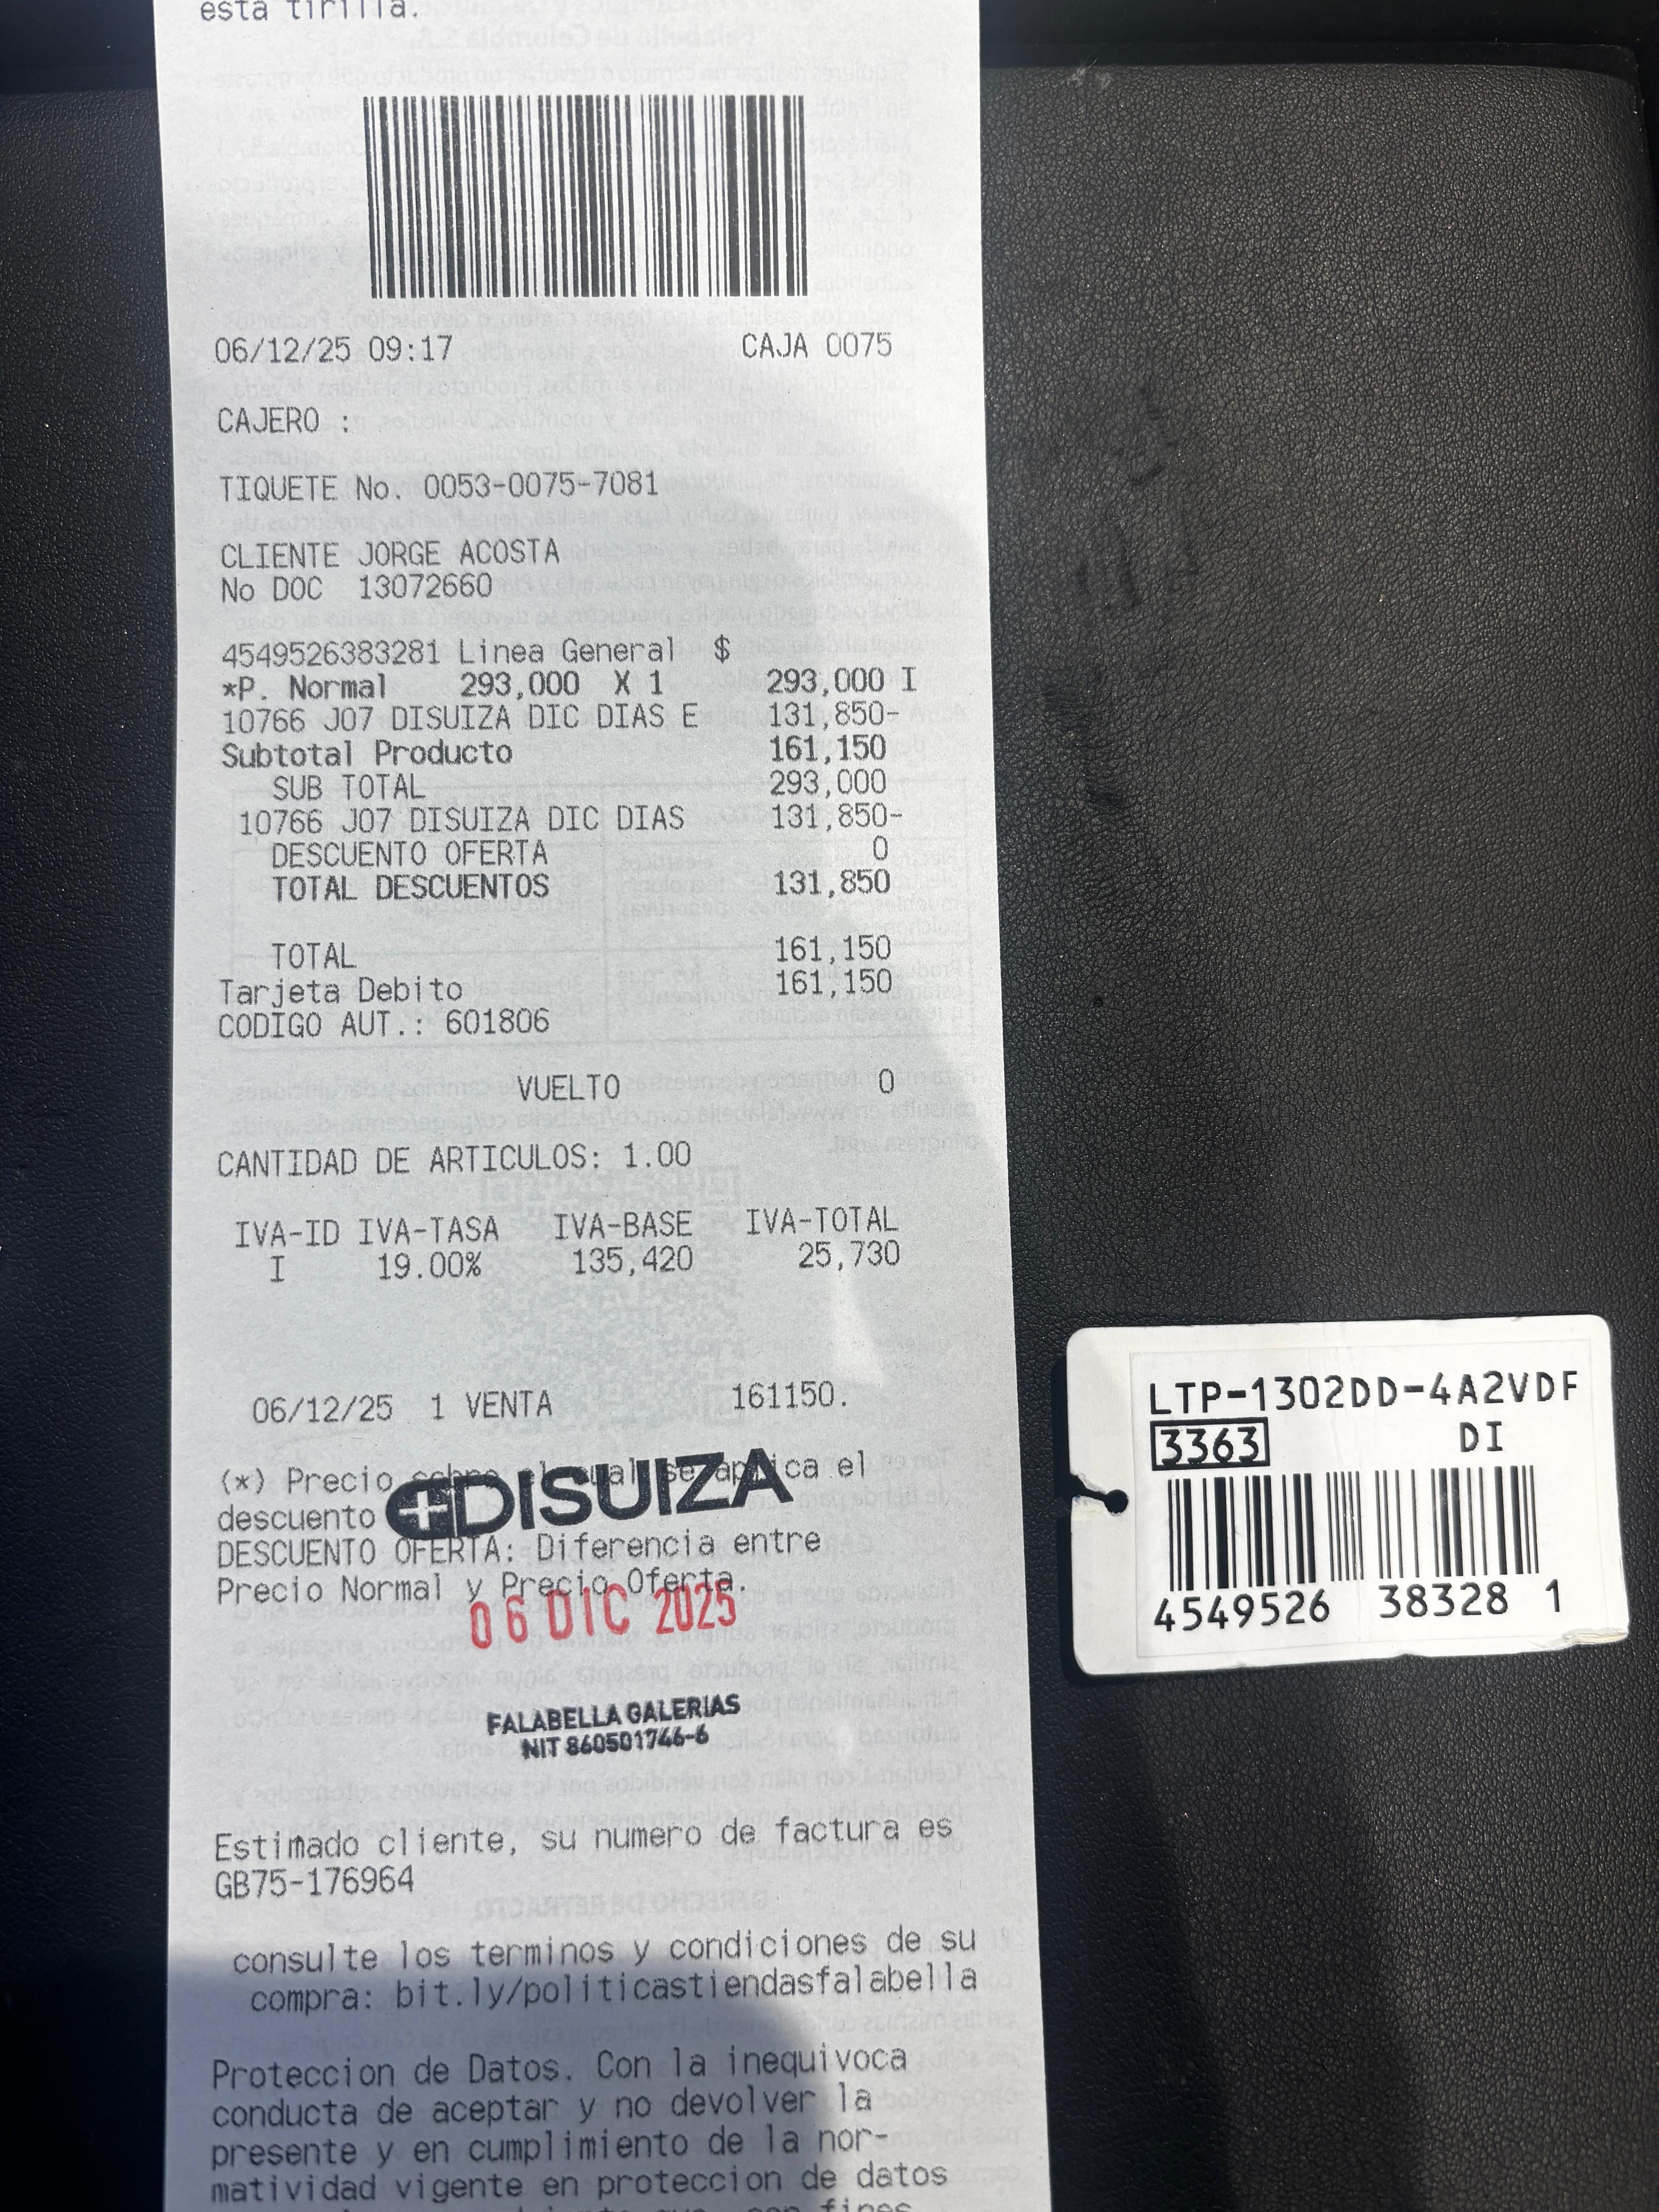 esta tirilla.
06/12/25 09:17 CAJA 0075
CAJERO :
TIQUETE No. 0053-0075-7081
CLIENTE JORGE ACOSTA
No DOC 13072660
4549526383281 Linea General $
*P. Normal 293,000 X 1 293,000 I
10766 J07 DISUIZA DIC DIAS E 131,850-
Subtotal Producto 161,150
SUB TOTAL 293,000
10766 J07 DISUIZA DIC DIAS 131,850-
DESCUENTO OFERTA 0
TOTAL DESCUENTOS 131,850
TOTAL 161,150
Tarjeta Debito 161,150
CODIGO AUT.: 601806
VUELTO 0
CANTIDAD DE ARTICULOS: 1.00
IVA-ID IVA-TASA IVA-BASE IVA-TOTAL
I 19.00% 135,420 25,730
06/12/25 1 VENTA 161150.
(*) Precio sobre el cual se aplica el
descuento
DISUIZA
DESCUENTO OFERTA: Diferencia entre
Precio Normal y Precio Oferta.
06 DIC 2025
FALABELLA GALERIAS
NIT 860501746-6
Estimado cliente, su numero de factura es
GB75-176964
consulte los terminos y condiciones de su
compra: bit.ly/politicastiendasfalabella
Proteccion de Datos. Con la inequivoca
conducta de aceptar y no devolver la
presente y en cumplimiento de la nor-
matividad vigente en proteccion de datos
LTP-1302DD-4A2VDF
3363 DI
4549526 38328 1